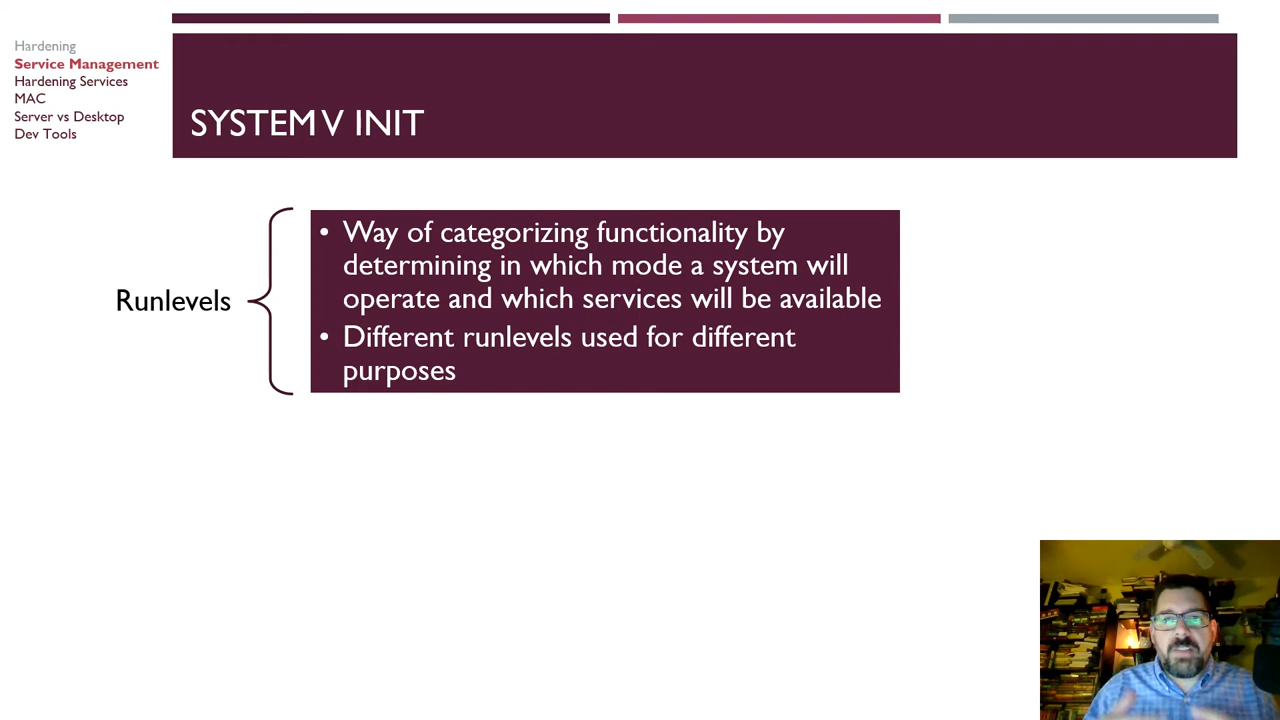 Hardening
Service Management
Hardening Services
MAC
Server vs Desktop
Dev Tools
SYSTEM V INIT
Runlevels
• Way of categorizing functionality by
determining in which mode a system will
operate and which services will be available
• Different runlevels used for different
purposes